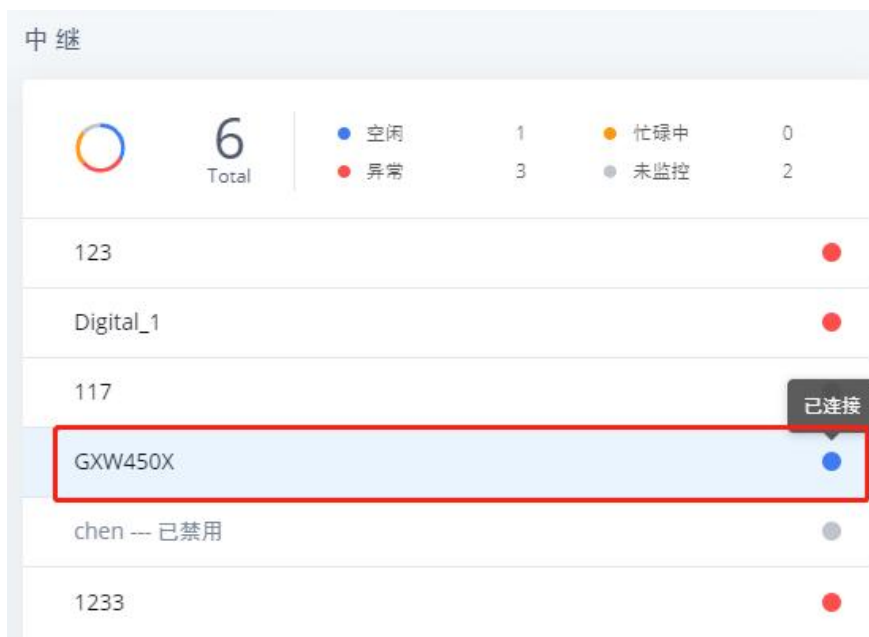 中继
6
Total
空闲 1 忙碌中 0
异常 3 未监控 2
123
Digital_1
117
已连接
GXW450X
chen --- 已禁用
1233